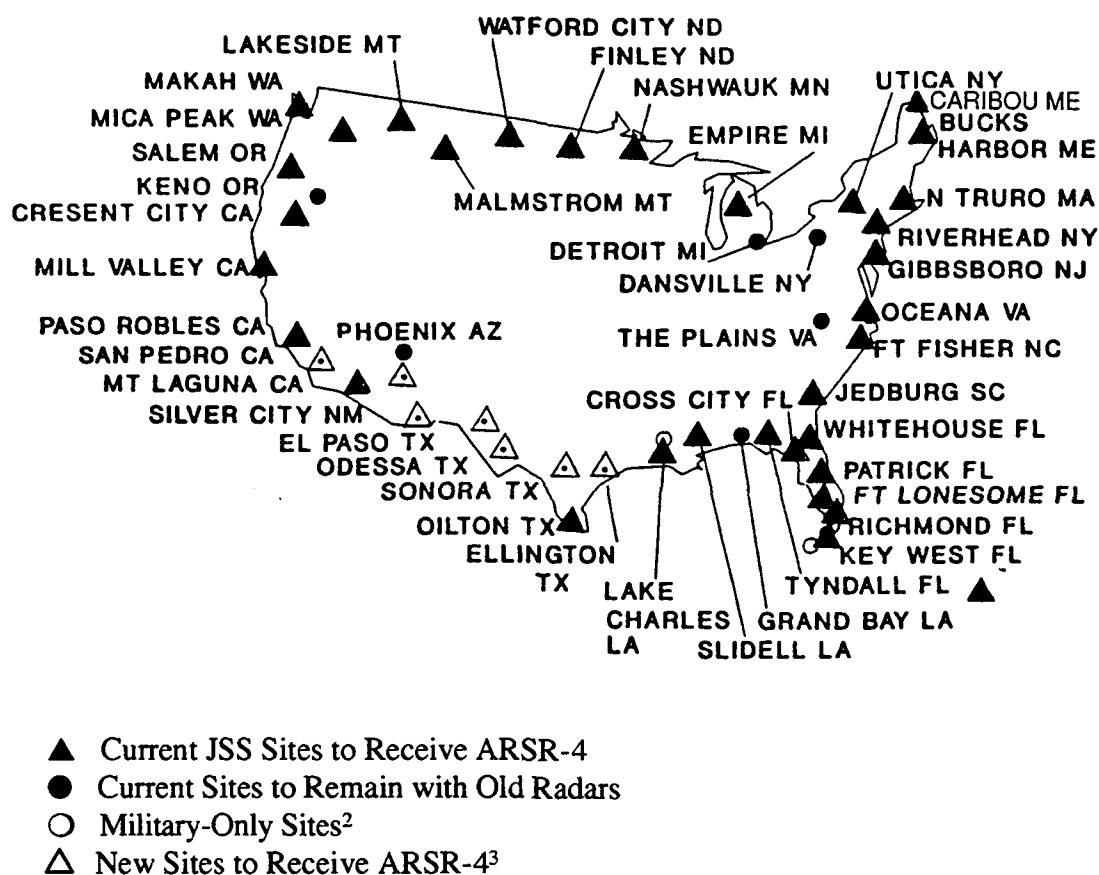 WATFORD CITY ND
LAKESIDE MT
FINLEY ND
MAKAH WA
NASHWAUK MN
UTICA NY
CARIBOU ME
MICA PEAK WA
BUCKS
HARBOR ME
EMPIRE MI
SALEM OR
KENO OR
MALMSTROM MT
N TRURO MA
CRESENT CITY CA
RIVERHEAD NY
DETROIT MI
GIBBSBORO NJ
MILL VALLEY CA
DANSVILLE NY
OCEANA VA
PASO ROBLES CA
PHOENIX AZ
THE PLAINS VA
FT FISHER NC
SAN PEDRO CA
MT LAGUNA CA
JEDBURG SC
CROSS CITY FL
SILVER CITY NM
WHITEHOUSE FL
EL PASO TX
ODESSA TX
PATRICK FL
SONORA TX
FT LONESOME FL
OILTON TX
RICHMOND FL
ELLINGTON
TX
KEY WEST FL
TYNDALL FL
LAKE
CHARLES
LA
GRAND BAY LA
SLIDELL LA
▲ Current JSS Sites to Receive ARSR-4
● Current Sites to Remain with Old Radars
○ Military-Only Sites²
△ New Sites to Receive ARSR-4³